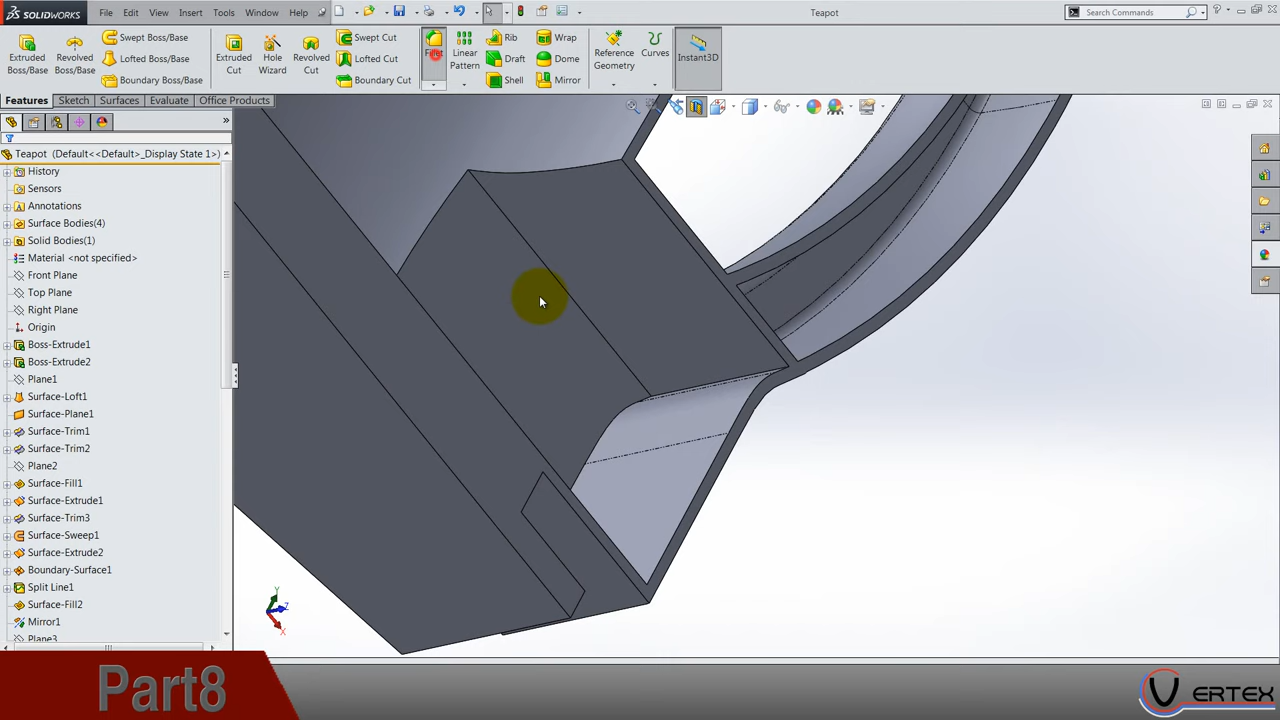 SOLIDWORKS File Edit View Insert Tools Window Help Teapot Search Commands
Extruded Boss/Base
Revolved Boss/Base
Swept Boss/Base
Lofted Boss/Base
Boundary Boss/Base
Extruded Cut
Hole Wizard
Revolved Cut
Swept Cut
Lofted Cut
Boundary Cut
Fillet
Linear Pattern
Rib
Draft
Shell
Wrap
Dome
Mirror
Reference Geometry
Curves
Instant3D
Features Sketch Surfaces Evaluate Office Products
Teapot (Default<<Default>_Display State 1>)
History
Sensors
Annotations
Surface Bodies(4)
Solid Bodies(1)
Material <not specified>
Front Plane
Top Plane
Right Plane
Origin
Boss-Extrude1
Boss-Extrude2
Plane1
Surface-Loft1
Surface-Plane1
Surface-Trim1
Surface-Trim2
Plane2
Surface-Fill1
Surface-Extrude1
Surface-Trim3
Surface-Sweep1
Surface-Extrude2
Boundary-Surface1
Split Line1
Surface-Fill2
Mirror1
Plane3
Y
Z
X
Part8
VERTEX